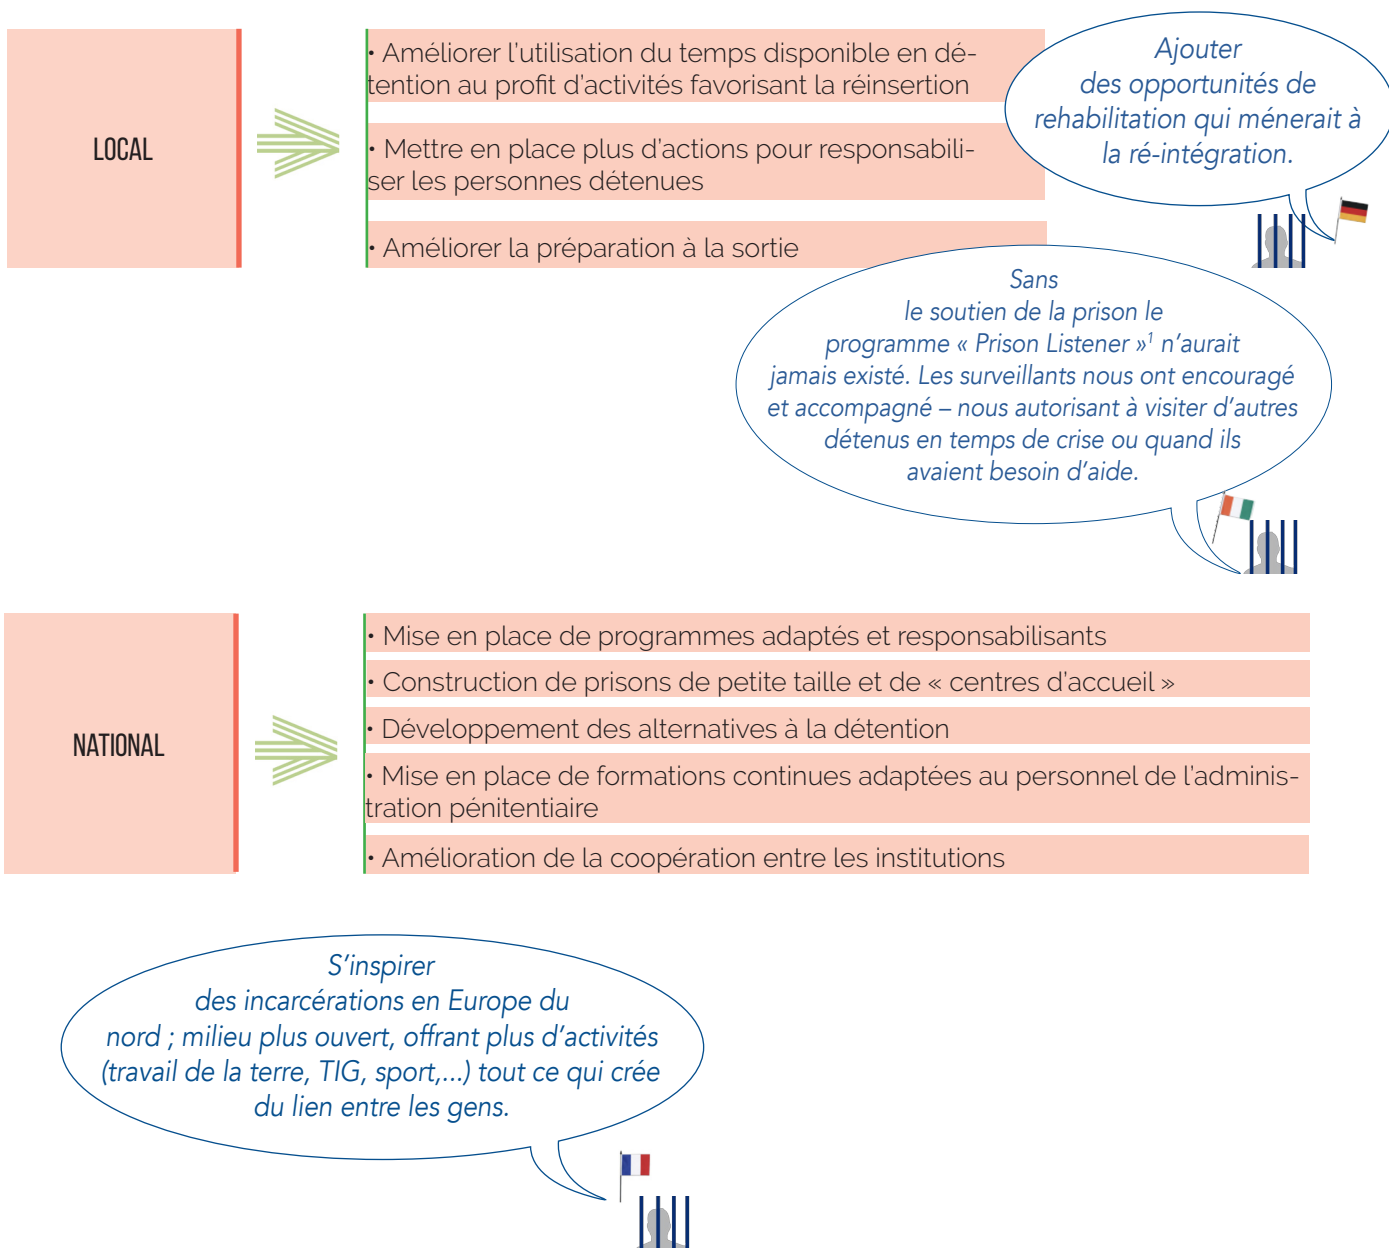 LOCAL
• Améliorer l'utilisation du temps disponible en dé-
tention au profit d'activités favorisant la réinsertion
• Mettre en place plus d'actions pour responsabili-
ser les personnes détenues
• Améliorer la préparation à la sortie
Ajouter
des opportunités de
rehabilitation qui ménerait à
la ré-intégration.
Sans
le soutien de la prison le
programme « Prison Listener »¹ n'aurait
jamais existé. Les surveillants nous ont encouragé
et accompagné – nous autorisant à visiter d'autres
détenus en temps de crise ou quand ils
avaient besoin d'aide.
NATIONAL
• Mise en place de programmes adaptés et responsabilisants
• Construction de prisons de petite taille et de « centres d'accueil »
• Développement des alternatives à la détention
• Mise en place de formations continues adaptées au personnel de l'adminis-
tration pénitentiaire
• Amélioration de la coopération entre les institutions
S'inspirer
des incarcérations en Europe du
nord ; milieu plus ouvert, offrant plus d'activités
(travail de la terre, TIG, sport,...) tout ce qui crée
du lien entre les gens.